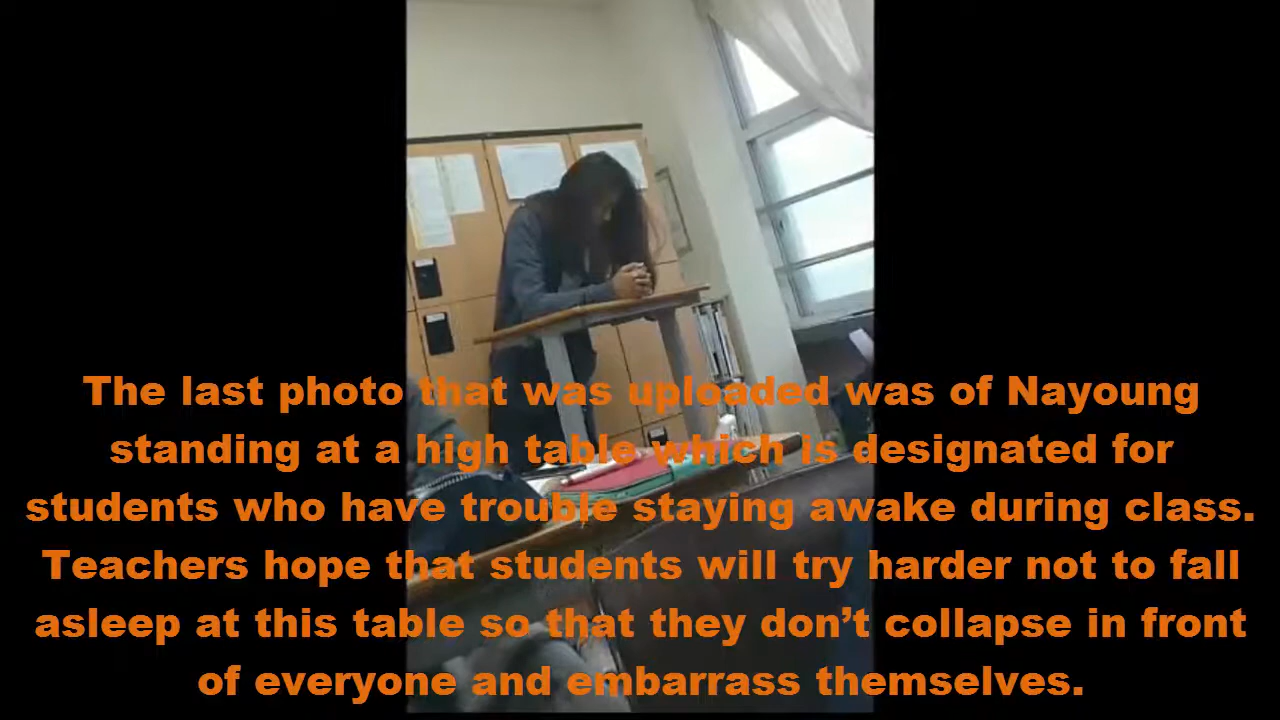 The last photo that was uploaded was of Nayoung
standing at a high table which is designated for
students who have trouble staying awake during class.
Teachers hope that students will try harder not to fall
asleep at this table so that they don’t collapse in front
of everyone and embarrass themselves.